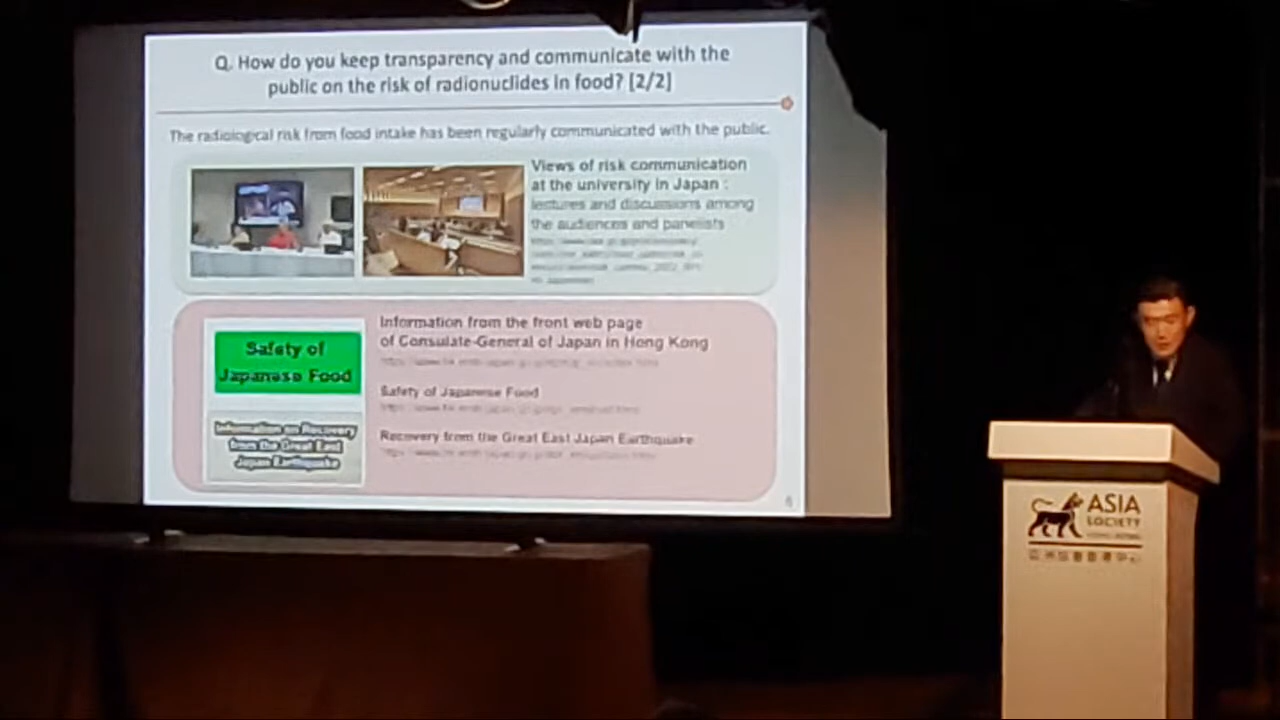 Q. How do you keep transparency and communicate with the
public on the risk of radionuclides in food? [2/2]
The radiological risk from food intake has been regularly communicated with the public.
Views of risk communication
at the university in Japan :
lectures and discussions among
the audiences and panelists
Safety of
Japanese Food
Information on Recovery
from the Great East
Japan Earthquake
Information from the front web page
of Consulate-General of Japan in Hong Kong
Safety of Japanese Food
Recovery from the Great East Japan Earthquake
6
ASIA
SOCIETY